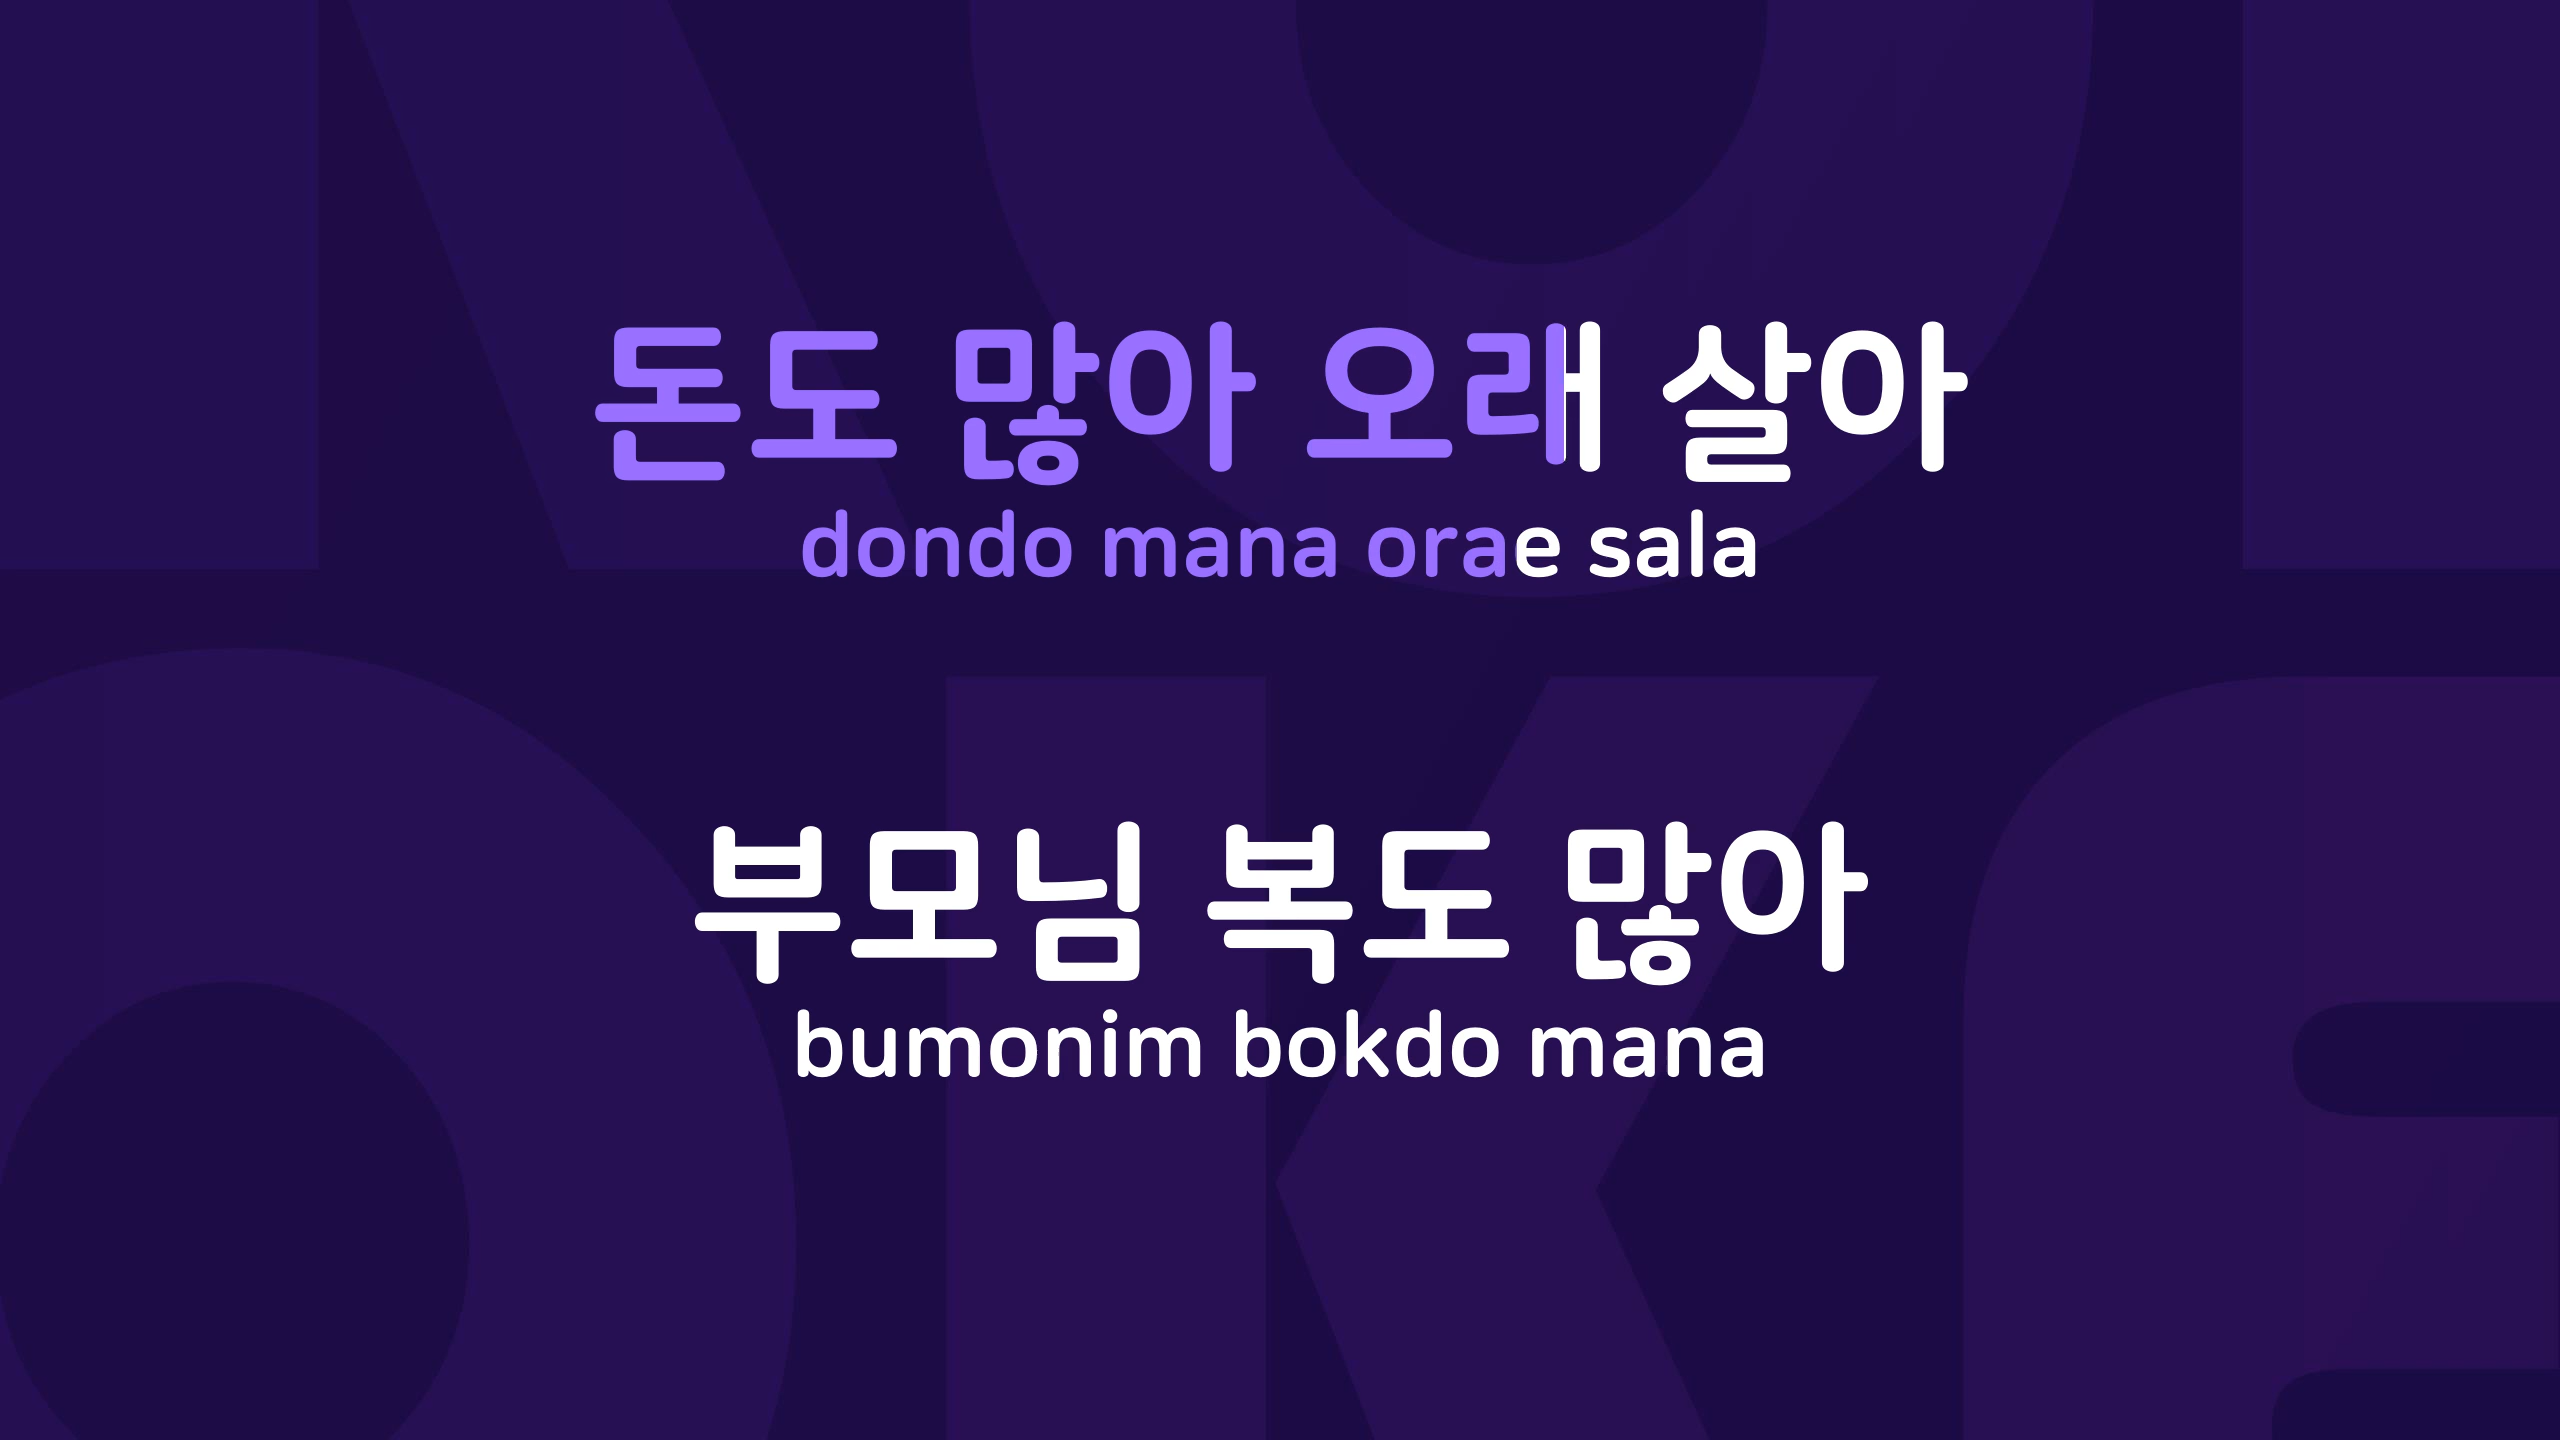 돈도 많아 오래 살아
dondo mana orae sala
부모님 복도 많아
bumonim bokdo mana